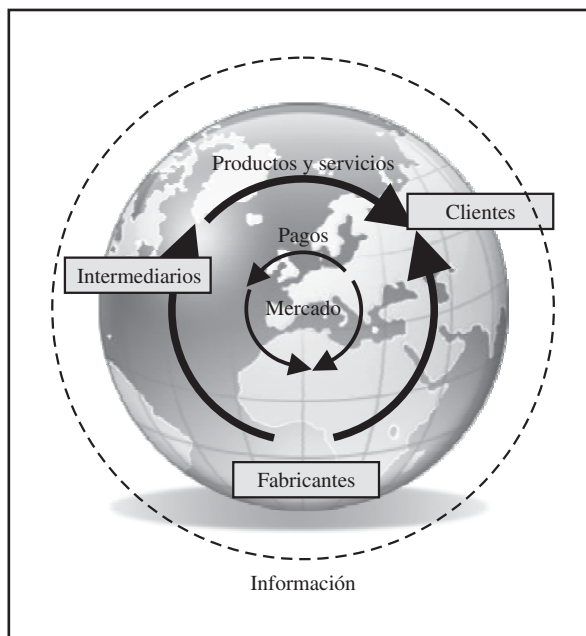 Productos y servicios
Clientes
Pagos
Intermediarios
Mercado
Fabricantes
Información